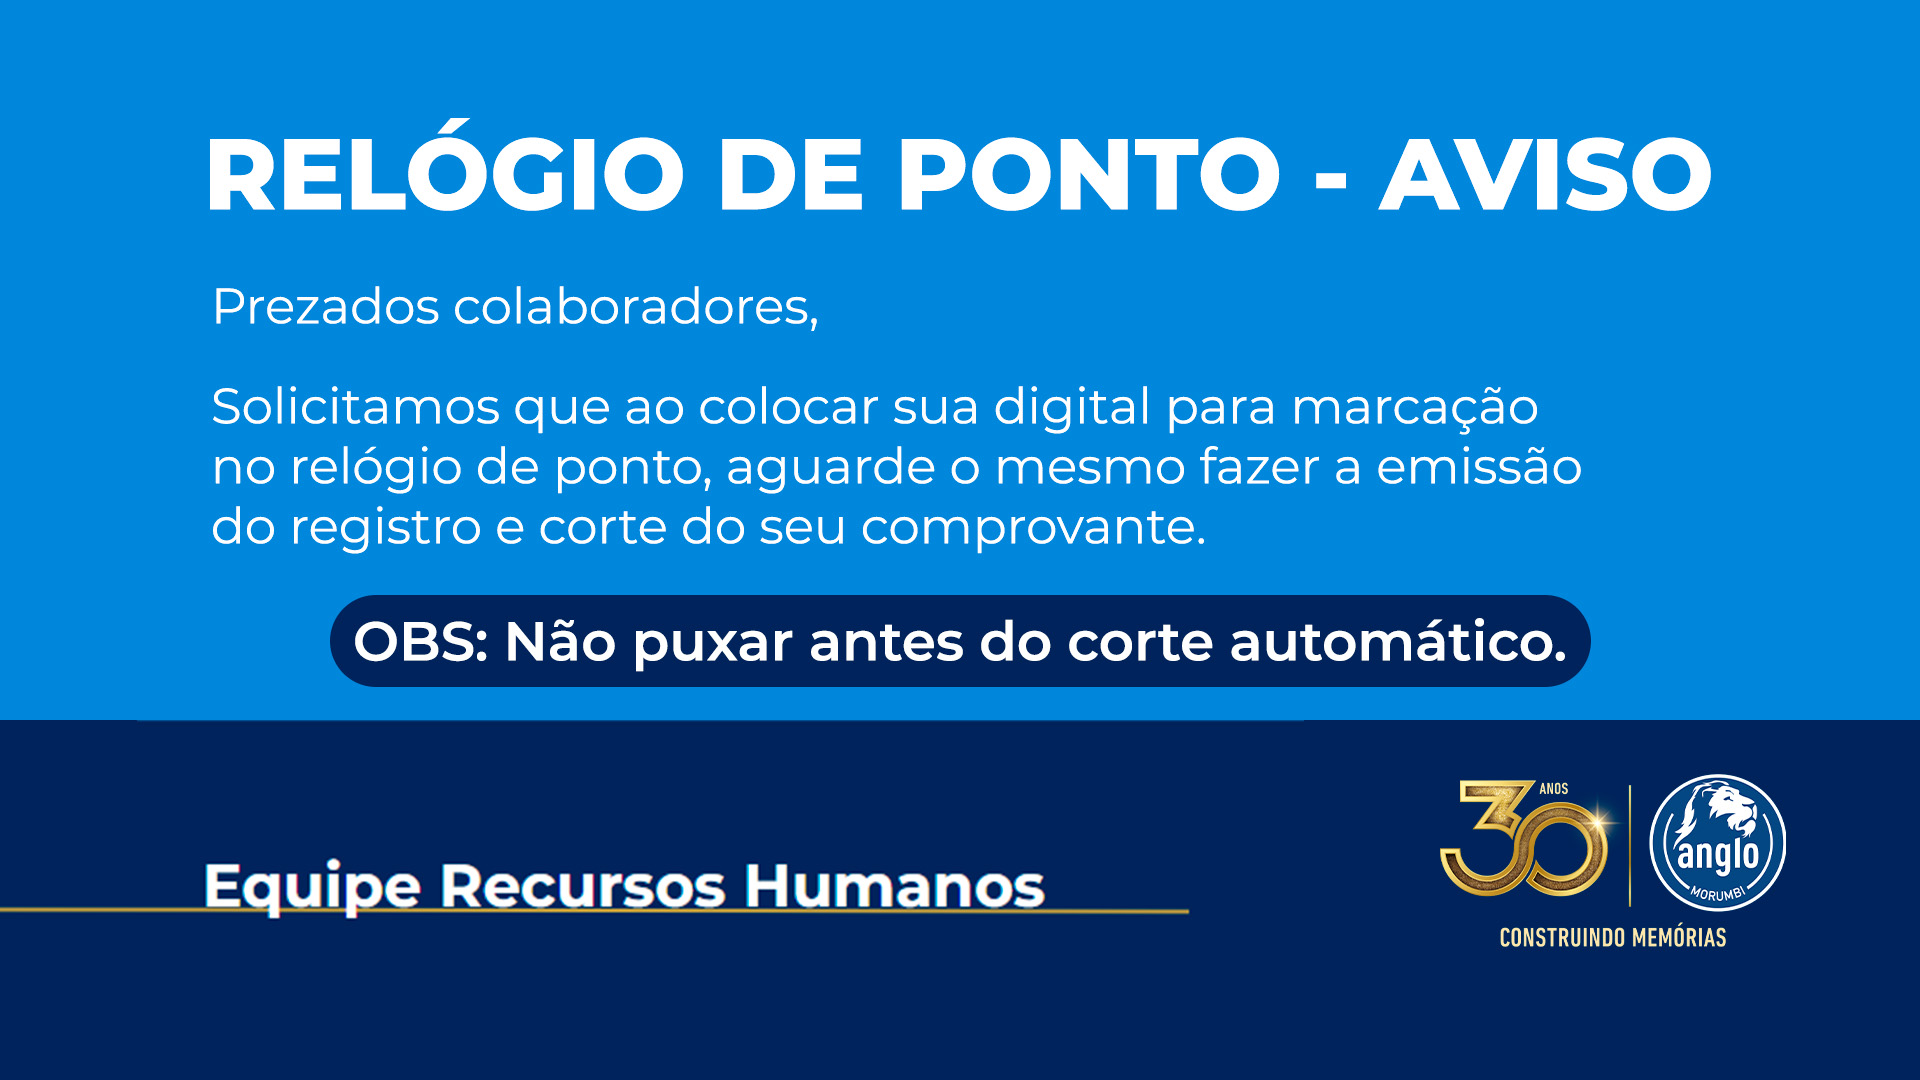 RELÓGIO DE PONTO - AVISO
Prezados colaboradores,
Solicitamos que ao colocar sua digital para marcação
no relógio de ponto, aguarde o mesmo fazer a emissão
do registro e corte do seu comprovante.
OBS: Não puxar antes do corte automático.
Equipe Recursos Humanos
30 ANOS
anglo
MORUMBI
CONSTRUINDO MEMÓRIAS